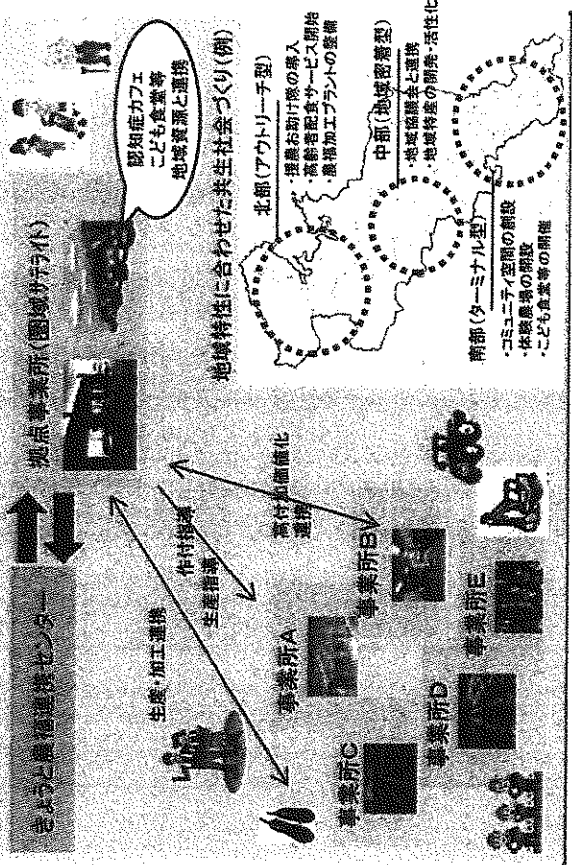 きょうと農福連携センター
拠点事業所(圏域サテライト)
認知症カフェ
こども食堂等
地域資源と連携
生産・加工連携
作付指導
生産指導
高付加価値化
連携
事業所A
事業所B
事業所C
事業所D
事業所E
地域特性に合わせた共生社会づくり(例)
北部(アウトリーチ型)
・援農お助け隊の導入
・高齢者配食サービス開始
・農福加工プラントの整備
中部(地域密着型)
・地域協議会と連携
・地域特産の開発・活性化
南部(ターミナル型)
・コミュニティ空間の創設
・体験農場の開設
・こども食堂等の開催